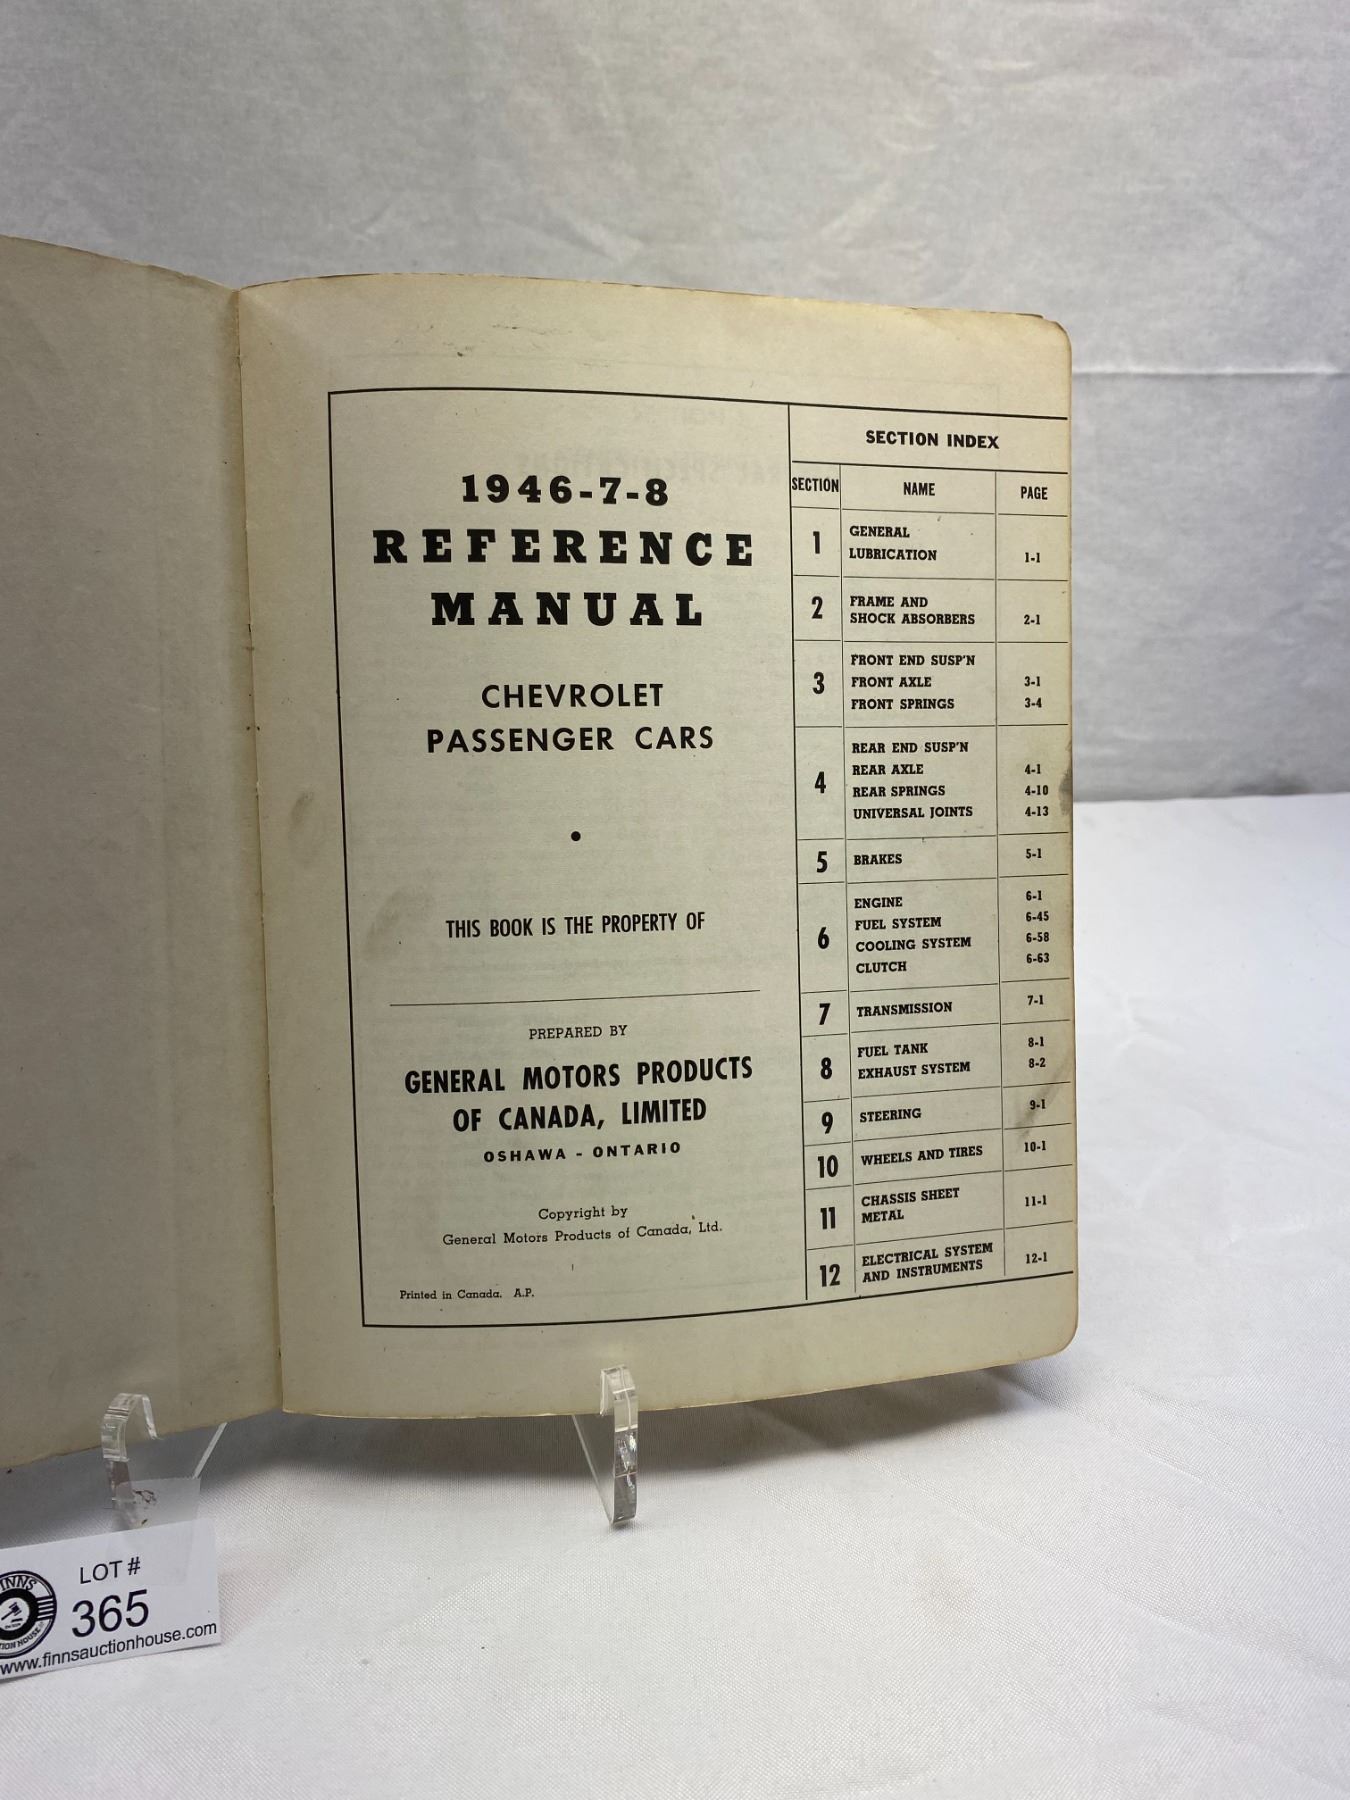 1946-7-8
REFERENCE
MANUAL
CHEVROLET
PASSENGER CARS
•
THIS BOOK IS THE PROPERTY OF
PREPARED BY
GENERAL MOTORS PRODUCTS
OF CANADA, LIMITED
OSHAWA - ONTARIO
Copyright by
General Motors Products of Canada, Ltd.
Printed in Canada. A.P.
SECTION INDEX
SECTION NAME PAGE
1 GENERAL
LUBRICATION 1-1
2 FRAME AND
SHOCK ABSORBERS 2-1
FRONT END SUSP'N
3 FRONT AXLE 3-1
FRONT SPRINGS 3-4
REAR END SUSP'N
4 REAR AXLE 4-1
REAR SPRINGS 4-10
UNIVERSAL JOINTS 4-13
5 BRAKES 5-1
ENGINE 6-1
6 FUEL SYSTEM 6-45
COOLING SYSTEM 6-58
CLUTCH 6-63
7 TRANSMISSION 7-1
8 FUEL TANK 8-1
EXHAUST SYSTEM 8-2
9 STEERING 9-1
10 WHEELS AND TIRES 10-1
11 CHASSIS SHEET
METAL 11-1
12 ELECTRICAL SYSTEM
AND INSTRUMENTS 12-1
LOT #
365
www.finnsauctionhouse.com